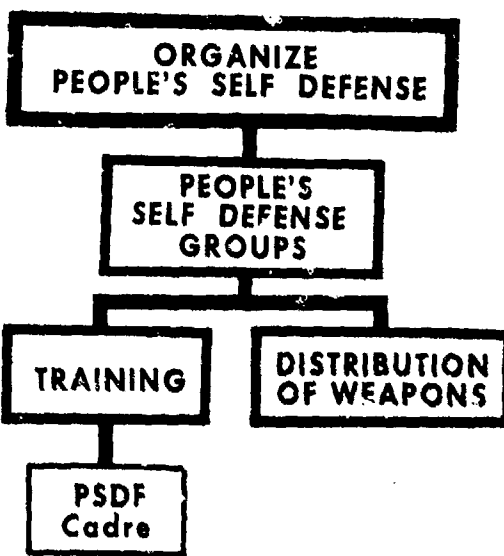 ORGANIZE
PEOPLE'S SELF DEFENSE
PEOPLE'S
SELF DEFENSE
GROUPS
TRAINING
DISTRIBUTION
OF WEAPONS
PSDF
Cadre